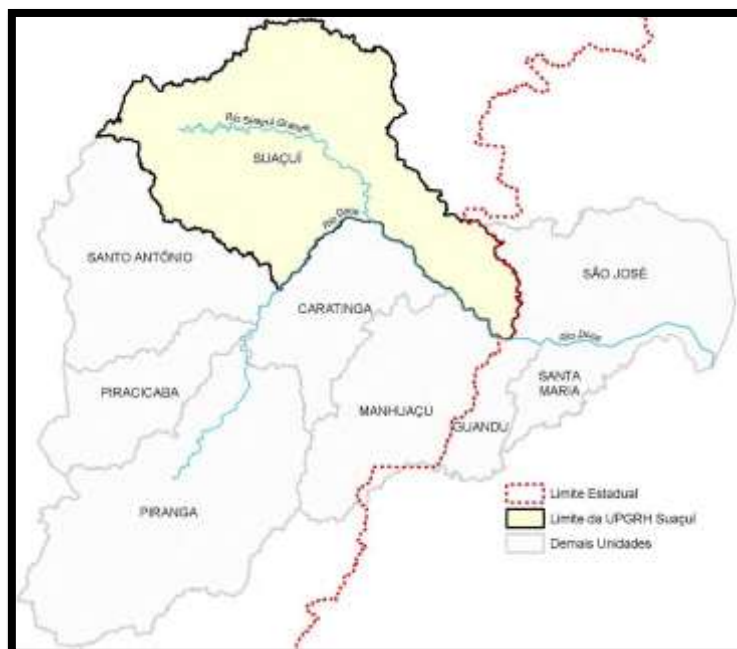 Rio Suaçuí Grande
SUAÇUÍ
Rio Doce
SANTO ANTÔNIO
SÃO JOSÉ
CARATINGA
Rio Doce
PIRACICABA
SANTA
MARIA
MANHUAÇU
GUANDU
PIRANGA
Limite Estadual
Limite da UPGRH Suaçuí
Demais Unidades